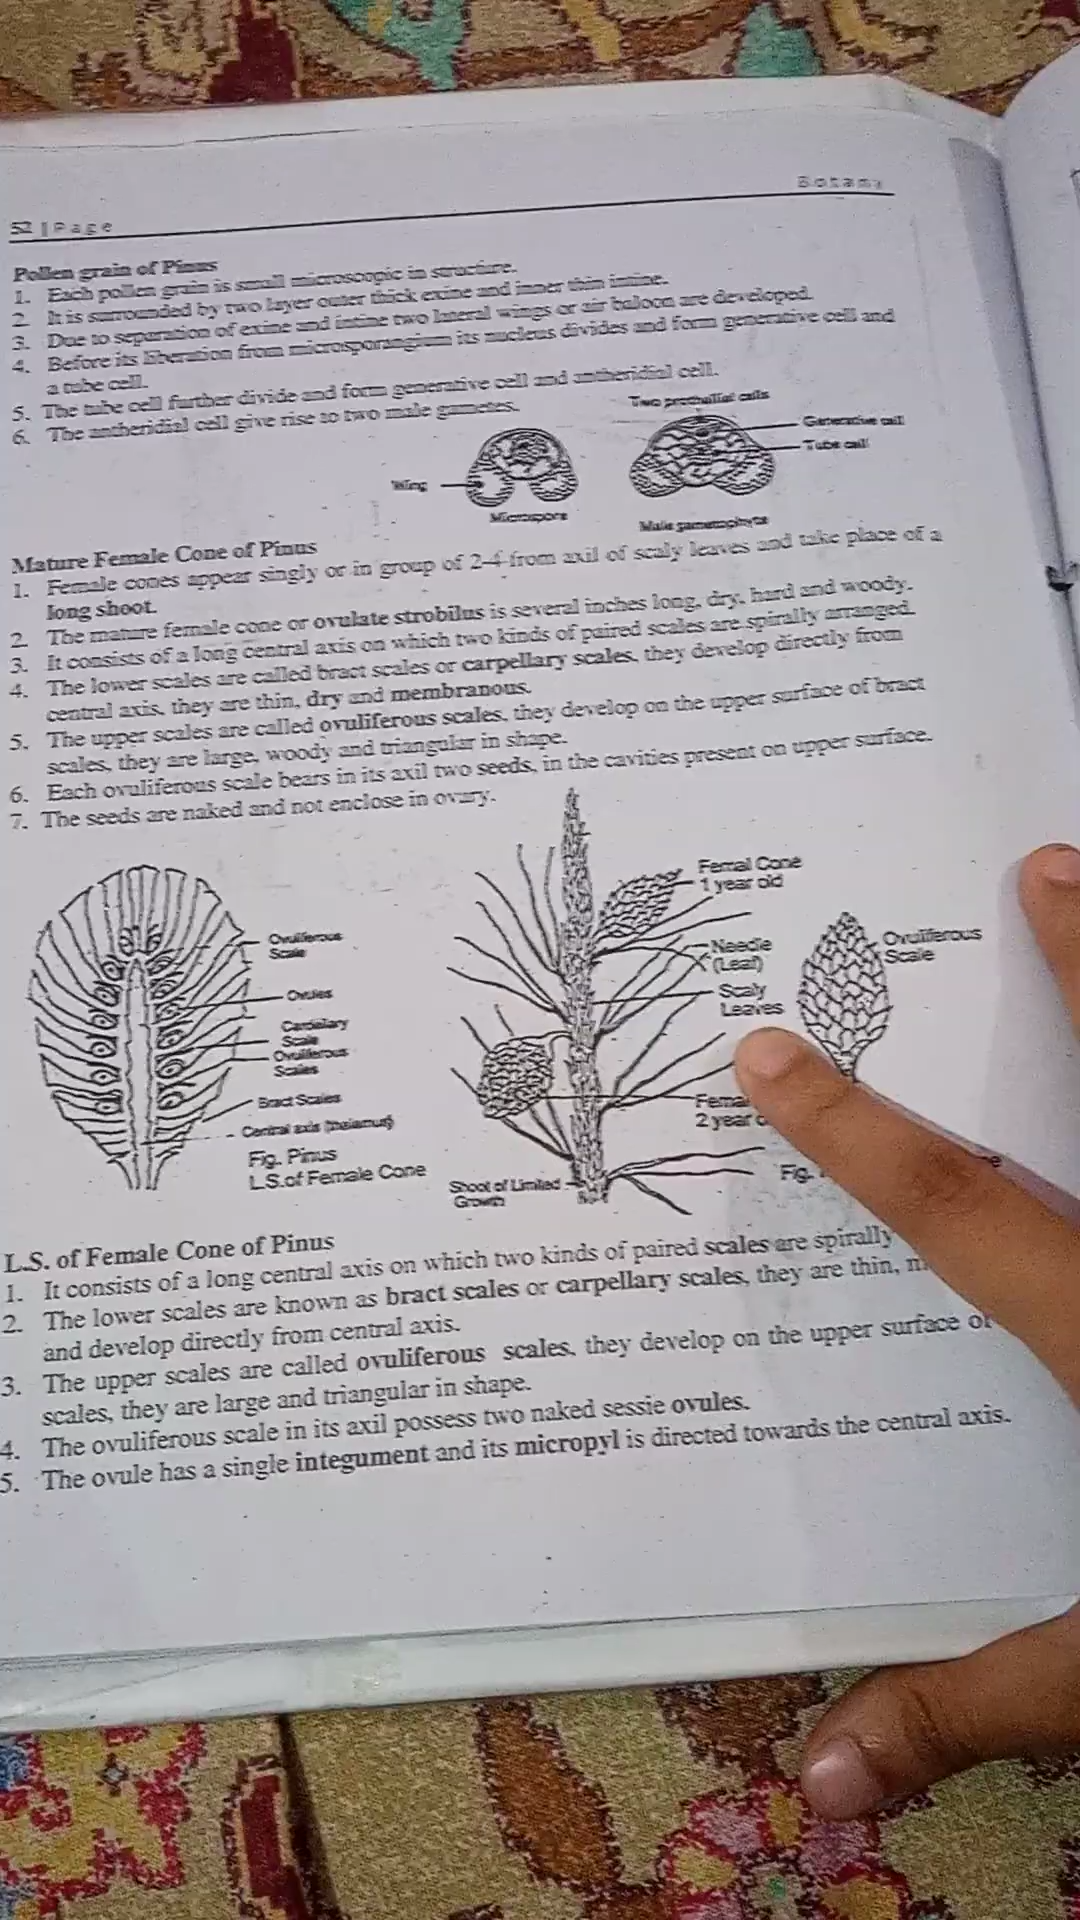 52 | Page
Botany
Pollen grain of Pinus
1. Each pollen grain is small microscopic in structure.
2. It is surrounded by two layer outer thick exine and inner thin intine.
3. Due to separation of exine and intine two lateral wings or air baloon are developed.
4. Before its liberation from microsporangium its nucleus divides and form generative cell and
a tube cell.
5. The tube cell further divide and form generative cell and antheridial cell.
6. The antheridial cell give rise to two male gametes.
Two prothallial cells
Generative cell
Tube cell
Wing
Microspore
Male gametophyte
Mature Female Cone of Pinus
1. Female cones appear singly or in group of 2-4 from axil of scaly leaves and take place of a
long shoot.
2. The mature female cone or ovulate strobilus is several inches long, dry, hard and woody.
3. It consists of a long central axis on which two kinds of paired scales are spirally arranged.
4. The lower scales are called bract scales or carpellary scales, they develop directly from
central axis, they are thin, dry and membranous.
5. The upper scales are called ovuliferous scales, they develop on the upper surface of bract
scales, they are large, woody and triangular in shape.
6. Each ovuliferous scale bears in its axil two seeds, in the cavities present on upper surface.
7. The seeds are naked and not enclose in ovary.
Ovuliferous
Scale
Ovules
Carpellary
Scale
Ovuliferous
Scales
Bract Scales
Central axis (thalamus)
Fig. Pinus
L.S.of Female Cone
Femal Cone
1 year old
Needle
(Leaf)
Scaly
Leaves
Fema
2 year
Shoot of Limited
Growth
Ovuliferous
Scale
Fig.
L.S. of Female Cone of Pinus
1. It consists of a long central axis on which two kinds of paired scales are spirally
2. The lower scales are known as bract scales or carpellary scales, they are thin,
and develop directly from central axis.
3. The upper scales are called ovuliferous scales, they develop on the upper surface of
scales, they are large and triangular in shape.
4. The ovuliferous scale in its axil possess two naked sessie ovules.
5. The ovule has a single integument and its micropyl is directed towards the central axis.